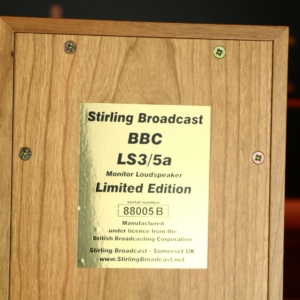 Stirling Broadcast
BBC
LS3/5a
Monitor Loudspeaker
Limited Edition
serial number
88005B
Manufactured
under licence from the
British Broadcasting Corporation
Stirling Broadcast - Somerset UK
www.StirlingBroadcast.net